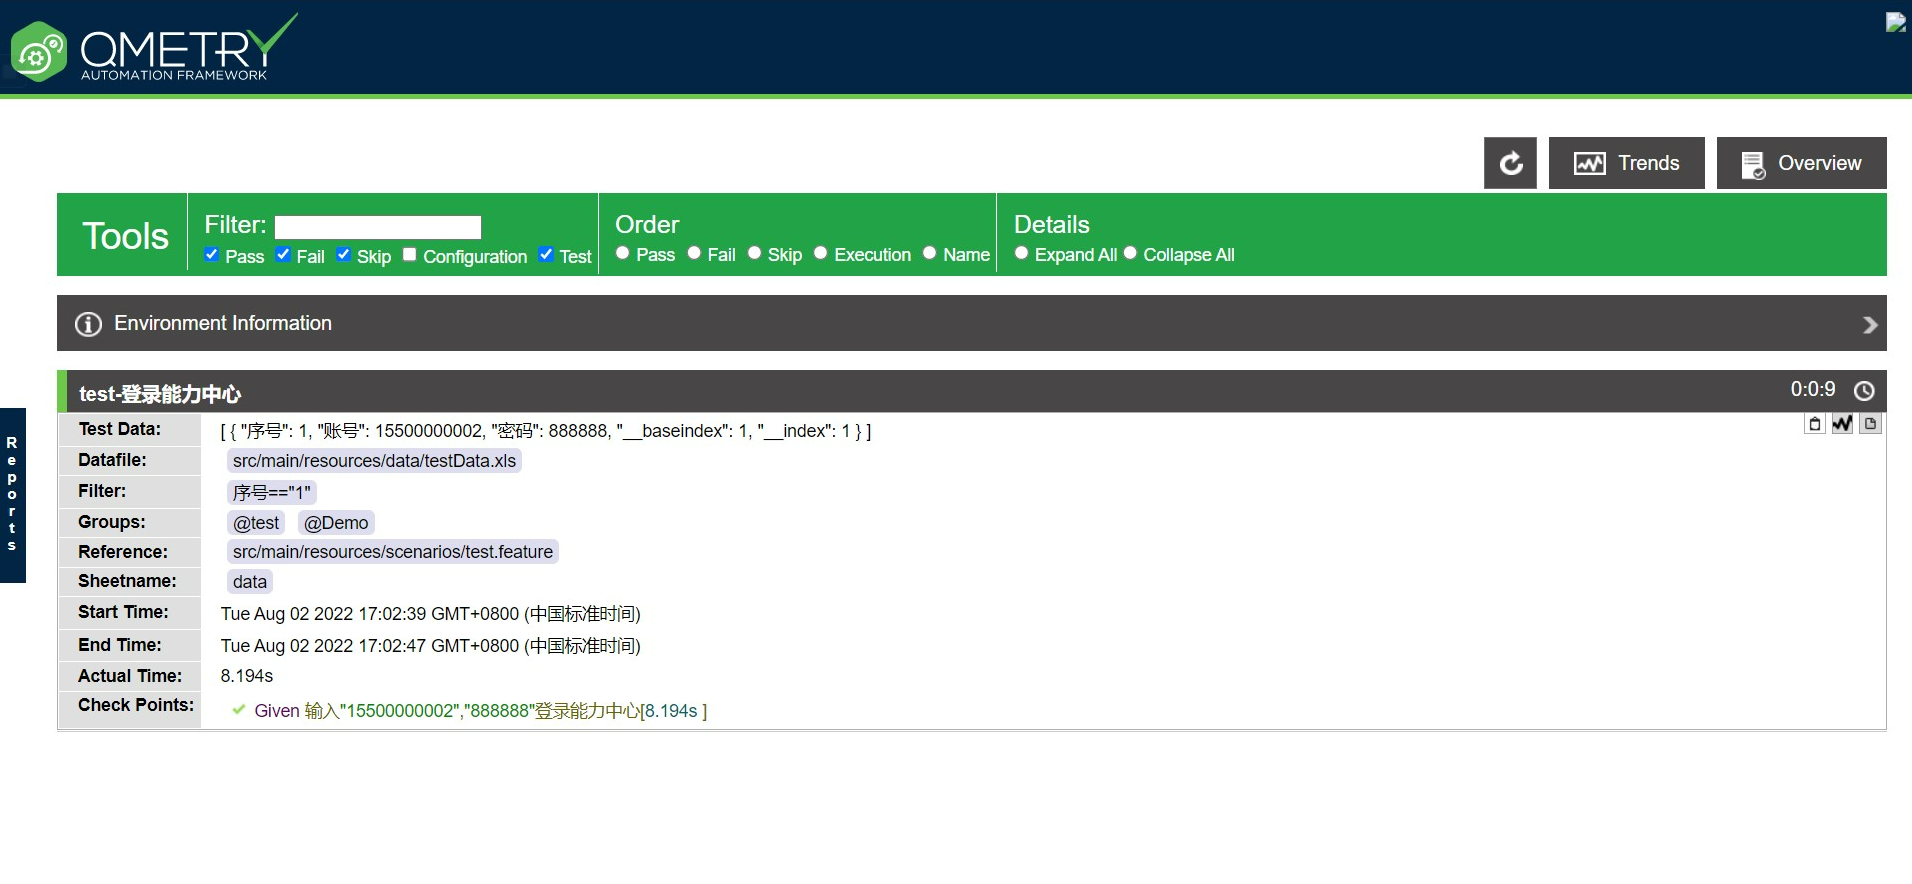 QMETRY
AUTOMATION FRAMEWORK
Trends
Overview
Tools
Filter:
Pass Fail Skip Configuration Test
Order
Pass Fail Skip Execution Name
Details
Expand All Collapse All
Environment Information
Reports
test-登录能力中心
0:0:9
Test Data: [ { "序号": 1, "账号": 15500000002, "密码": 888888, "__baseindex": 1, "__index": 1 } ]
Datafile: src/main/resources/data/testData.xls
Filter: 序号=="1"
Groups: @test @Demo
Reference: src/main/resources/scenarios/test.feature
Sheetname: data
Start Time: Tue Aug 02 2022 17:02:39 GMT+0800 (中国标准时间)
End Time: Tue Aug 02 2022 17:02:47 GMT+0800 (中国标准时间)
Actual Time: 8.194s
Check Points: Given 输入"15500000002","888888"登录能力中心[8.194s ]